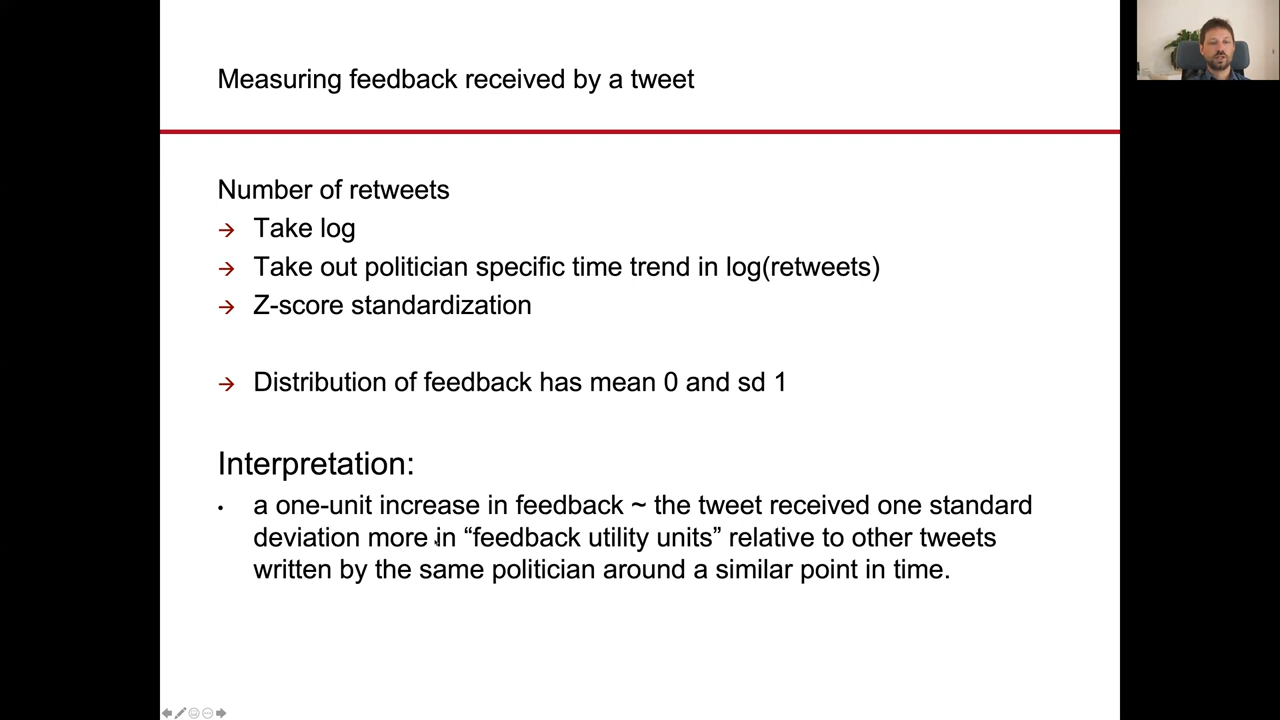 Measuring feedback received by a tweet
Number of retweets
→ Take log
→ Take out politician specific time trend in log(retweets)
→ Z-score standardization
→ Distribution of feedback has mean 0 and sd 1
Interpretation:
• a one-unit increase in feedback ~ the tweet received one standard
deviation more in “feedback utility units” relative to other tweets
written by the same politician around a similar point in time.